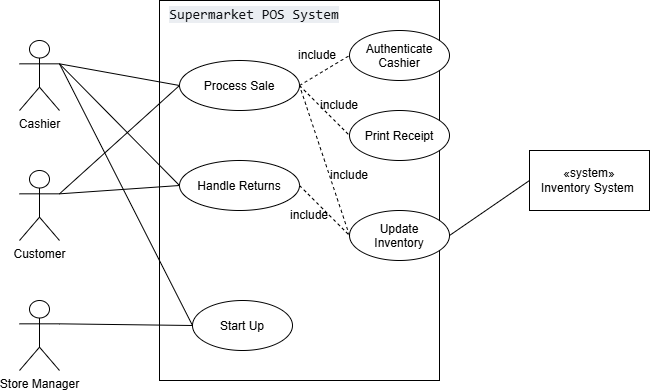 Supermarket POS System
Authenticate
Cashier
include
Process Sale
include
Cashier
Print Receipt
include
«system»
Inventory System
Handle Returns
include
Update
Inventory
Customer
Start Up
Store Manager